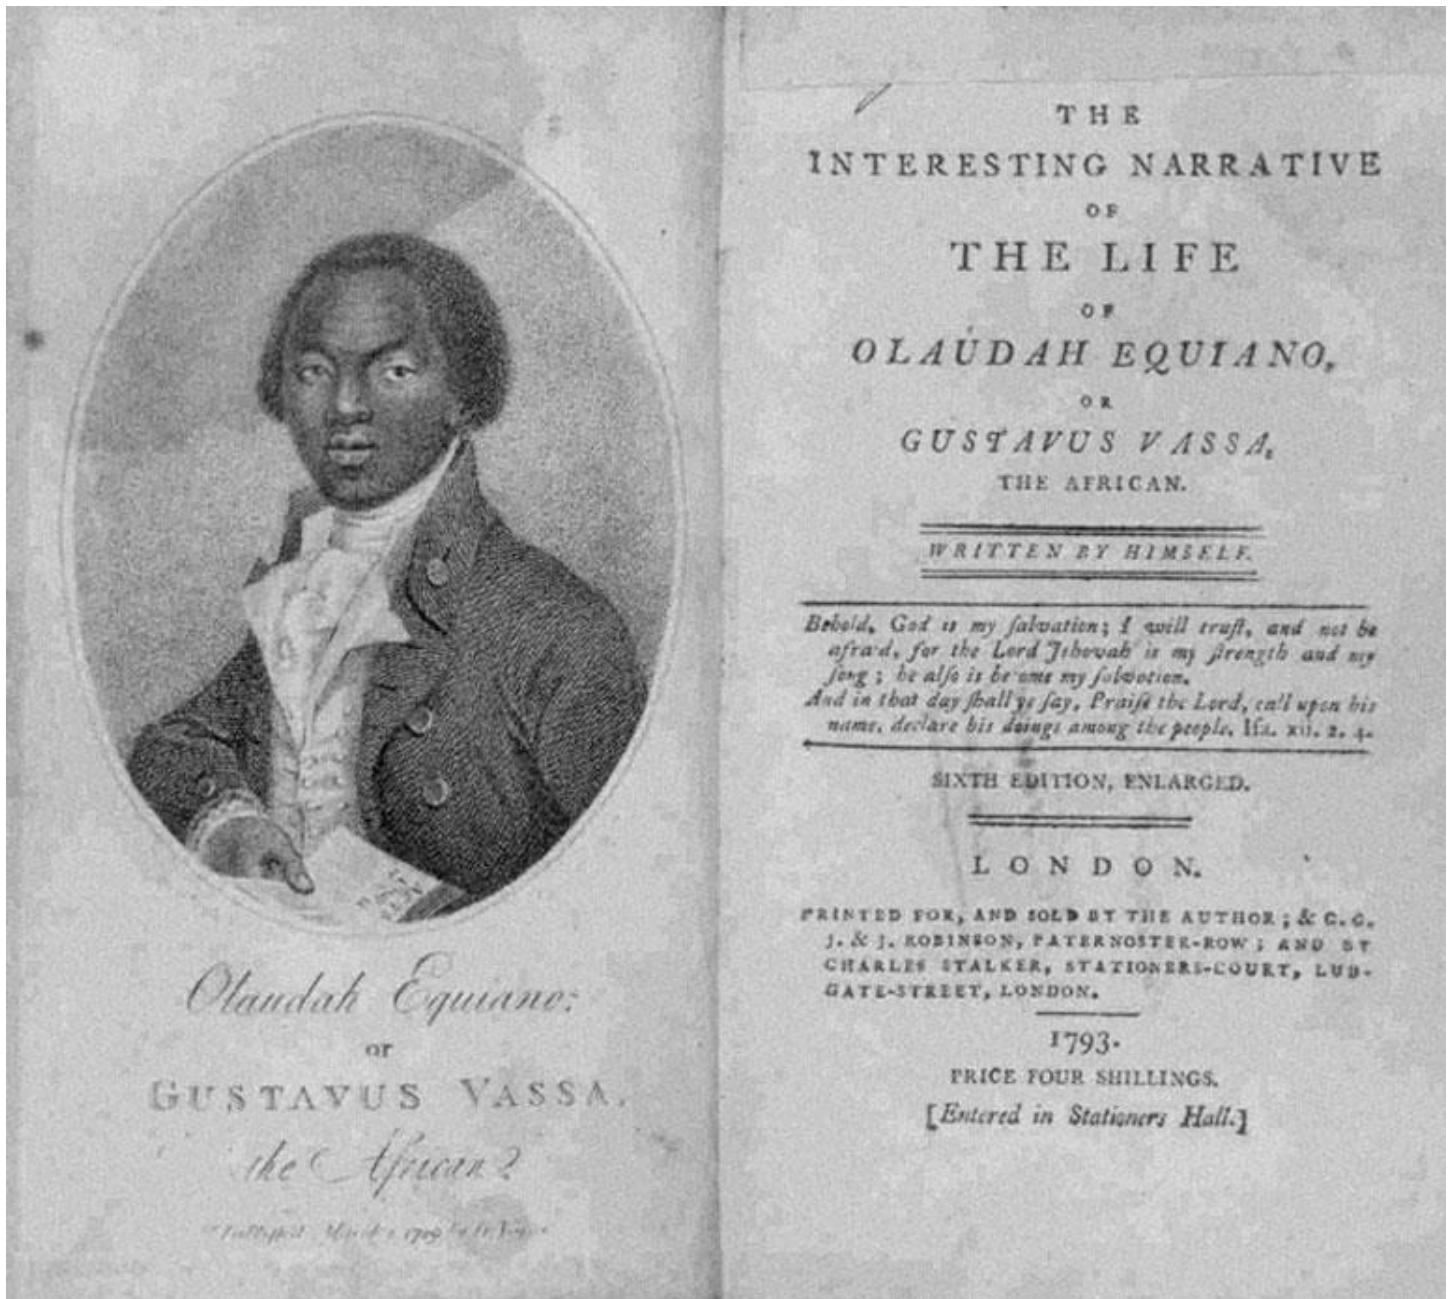 Olaudah Equiano;
or
GUSTAVUS VASSA.
the African
THE
INTERESTING NARRATIVE
OF
THE LIFE
OF
OLAÚDAH EQUIANO,
OR
GUSTAVUS VASSA,
THE AFRICAN.
WRITTEN BY HIMSELF.
Behold, God is my ſalvation; I will truſt, and not be
afraid, for the Lord Jehovah is my ſtrength and my
ſong; he alſo is become my ſalvation.
And in that day ſhall ye ſay, Praiſe the Lord, call upon his
name, declare his doings among the people. Iſa. xii. 2. 4.
SIXTH EDITION, ENLARGED.
LONDON.
PRINTED FOR, AND SOLD BY THE AUTHOR; & G. G.
J. & J. ROBINSON, PATERNOSTER-ROW; AND BY
CHARLES STALKER, STATIONERS-COURT, LUD-
GATE-STREET, LONDON.
1793.
PRICE FOUR SHILLINGS.
[Entered in Stationers Hall.]